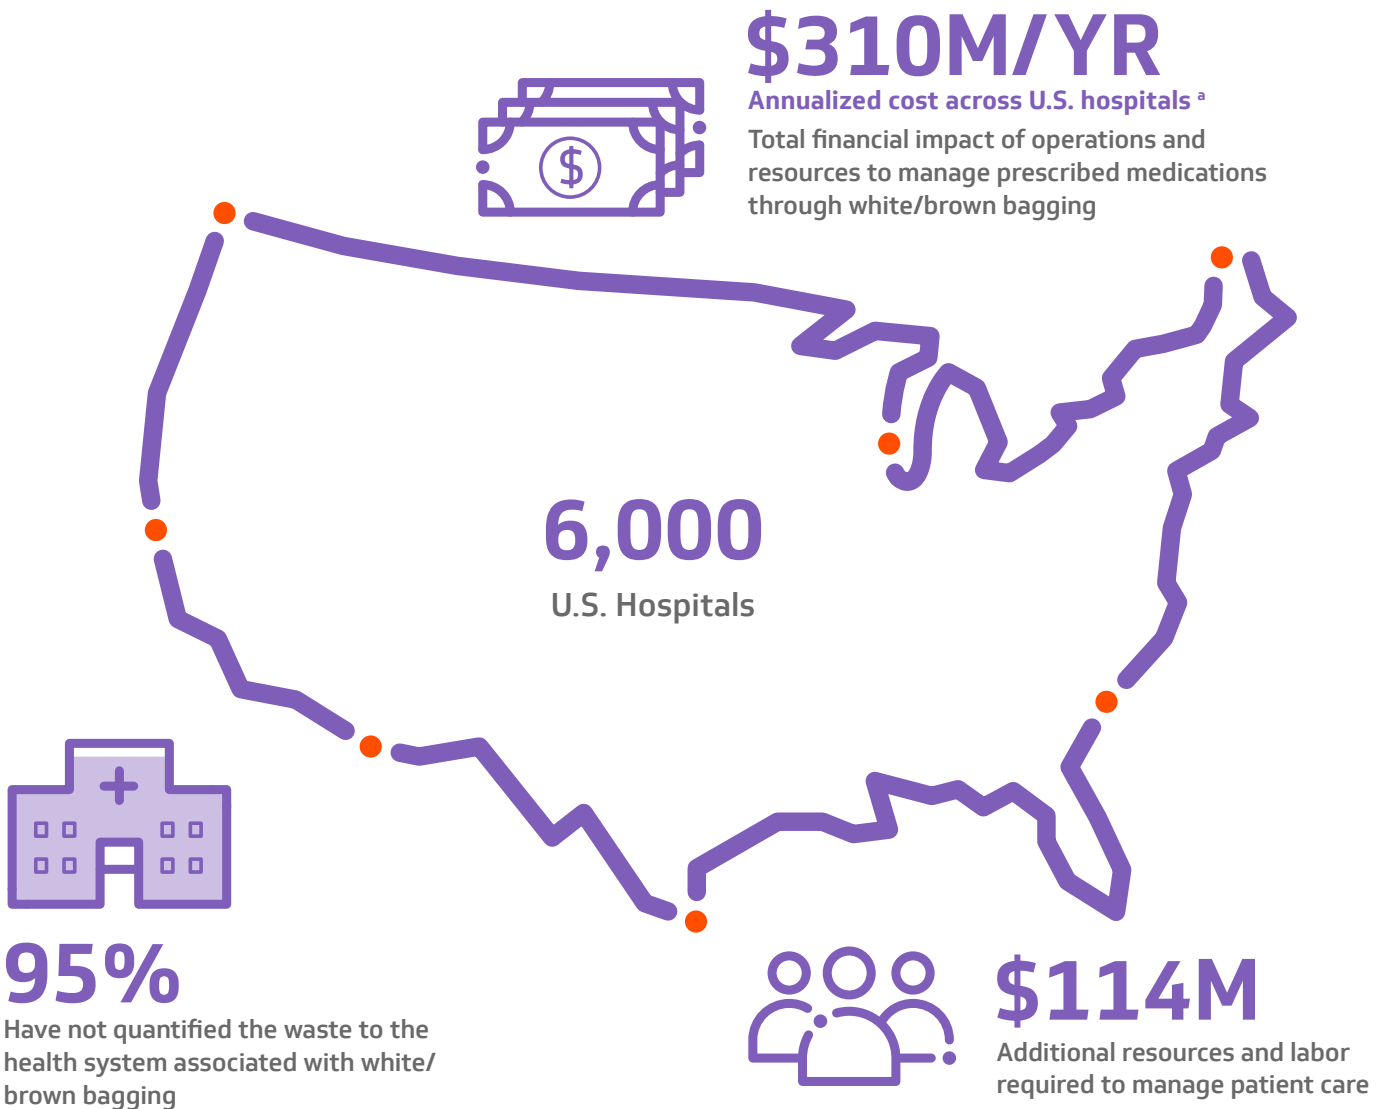 $310M/YR
Annualized cost across U.S. hospitals a
Total financial impact of operations and
resources to manage prescribed medications
through white/brown bagging
$
6,000
U.S. Hospitals
95%
Have not quantified the waste to the
health system associated with white/
brown bagging
$114M
Additional resources and labor
required to manage patient care